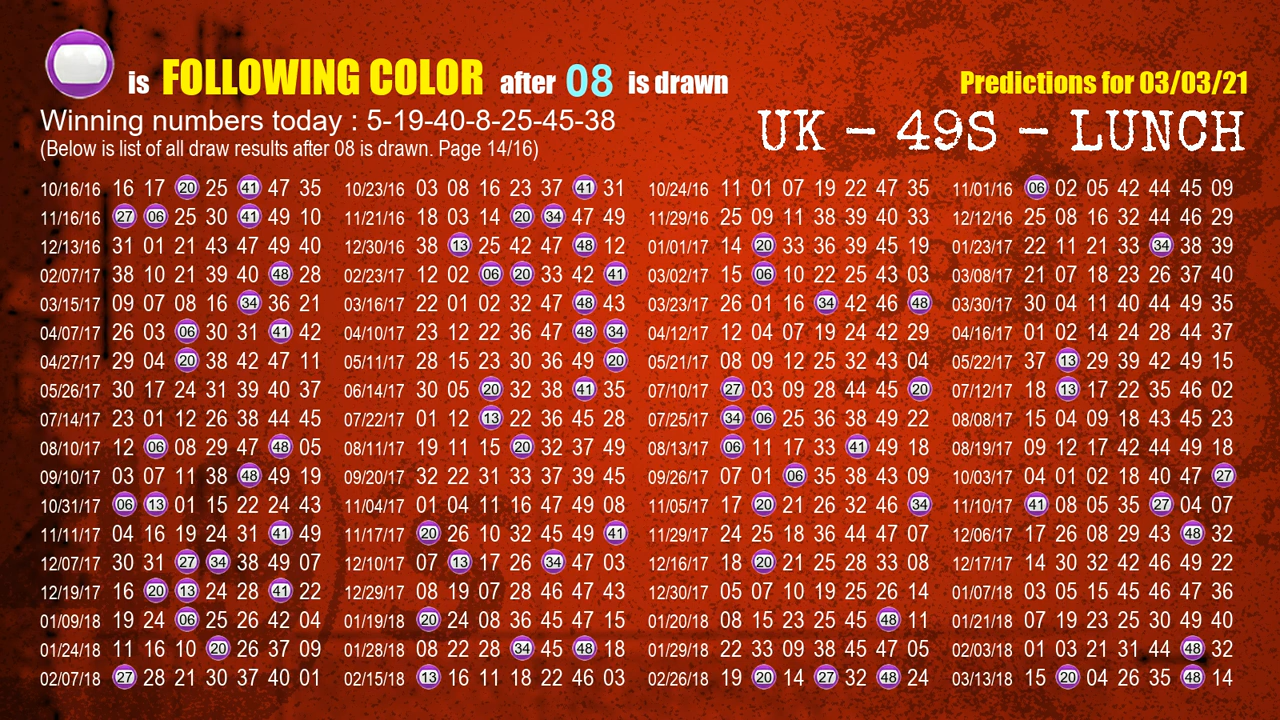 is FOLLOWING COLOR after 08 is drawn
Predictions for 03/03/21
Winning numbers today : 5-19-40-8-25-45-38
UK - 49S - LUNCH
(Below is list of all draw results after 08 is drawn. Page 14/16)
10/16/16 16 17 20 25 41 47 35 10/23/16 03 08 16 23 37 41 31 10/24/16 11 01 07 19 22 47 35 11/01/16 06 02 05 42 44 45 09
11/16/16 27 06 25 30 41 49 10 11/21/16 18 03 14 20 34 47 49 11/29/16 25 09 11 38 39 40 33 12/12/16 25 08 16 32 44 46 29
12/13/16 31 01 21 43 47 49 40 12/30/16 38 13 25 42 47 48 12 01/01/17 14 20 33 36 39 45 19 01/23/17 22 11 21 33 34 38 39
02/07/17 38 10 21 39 40 48 28 02/23/17 12 02 06 20 33 42 41 03/02/17 15 06 10 22 25 43 03 03/08/17 21 07 18 23 26 37 40
03/15/17 09 07 08 16 34 36 21 03/16/17 22 01 02 32 47 48 43 03/23/17 26 01 16 34 42 46 48 03/30/17 30 04 11 40 44 49 35
04/07/17 26 03 06 30 31 41 42 04/10/17 23 12 22 36 47 48 34 04/12/17 12 04 07 19 24 42 29 04/16/17 01 02 14 24 28 44 37
04/27/17 29 04 20 38 42 47 11 05/11/17 28 15 23 30 36 49 20 05/21/17 08 09 12 25 32 43 04 05/22/17 37 13 29 39 42 49 15
05/26/17 30 17 24 31 39 40 37 06/14/17 30 05 20 32 38 41 35 07/10/17 27 03 09 28 44 45 20 07/12/17 18 13 17 22 35 46 02
07/14/17 23 01 12 26 38 44 45 07/22/17 01 12 13 22 36 45 28 07/25/17 34 06 25 36 38 49 22 08/08/17 15 04 09 18 43 45 23
08/10/17 12 06 08 29 47 48 05 08/11/17 19 11 15 20 32 37 49 08/13/17 06 11 17 33 41 49 18 08/19/17 09 12 17 42 44 49 18
09/10/17 03 07 11 38 48 49 19 09/20/17 32 22 31 33 37 39 45 09/26/17 07 01 06 35 38 43 09 10/03/17 04 01 02 18 40 47 27
10/31/17 06 13 01 15 22 24 43 11/04/17 01 04 11 16 47 49 08 11/05/17 17 20 21 26 32 46 34 11/10/17 41 08 05 35 27 04 07
11/11/17 04 16 19 24 31 41 49 11/17/17 20 26 10 32 45 49 41 11/29/17 24 25 18 36 44 47 07 12/06/17 17 26 08 29 43 48 32
12/07/17 30 31 27 34 38 49 07 12/10/17 07 13 17 26 34 47 03 12/16/17 18 20 21 25 28 33 08 12/17/17 14 30 32 42 46 49 22
12/19/17 16 20 13 24 28 41 22 12/29/17 08 19 07 28 46 47 43 12/30/17 05 07 10 19 25 26 14 01/07/18 03 05 15 45 46 47 36
01/09/18 19 24 06 25 26 42 04 01/19/18 20 24 08 36 45 47 15 01/20/18 08 15 23 25 45 48 11 01/21/18 07 19 23 25 30 49 40
01/24/18 11 16 10 20 26 37 09 01/28/18 08 22 28 34 45 48 18 01/29/18 22 33 09 38 45 47 05 02/03/18 01 03 21 31 44 48 32
02/07/18 27 28 21 30 37 40 01 02/15/18 13 16 11 18 22 46 03 02/26/18 19 20 14 27 32 48 24 03/13/18 15 20 04 26 35 48 14